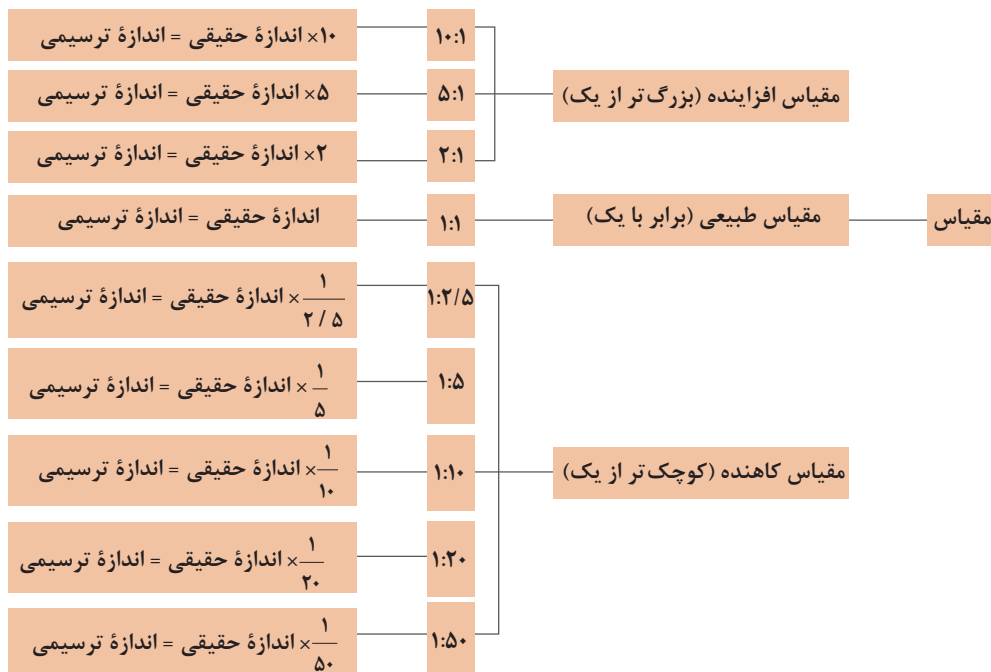 مقیاس
مقیاس افزاینده (بزرگ‌تر از یک)
۱۰:۱
اندازهٔ ترسیمی = اندازهٔ حقیقی ×۱۰
۵:۱
اندازهٔ ترسیمی = اندازهٔ حقیقی ×۵
۲:۱
اندازهٔ ترسیمی = اندازهٔ حقیقی ×۲
مقیاس طبیعی (برابر با یک)
۱:۱
اندازهٔ ترسیمی = اندازهٔ حقیقی
مقیاس کاهنده (کوچک‌تر از یک)
۱:۲/۵
اندازهٔ ترسیمی = اندازهٔ حقیقی × ۱
۲ / ۵
۱:۵
اندازهٔ ترسیمی = اندازهٔ حقیقی × ۱
۵
۱:۱۰
اندازهٔ ترسیمی = اندازهٔ حقیقی × ۱
۱۰
۱:۲۰
اندازهٔ ترسیمی = اندازهٔ حقیقی × ۱
۲۰
۱:۵۰
اندازهٔ ترسیمی = اندازهٔ حقیقی × ۱
۵۰